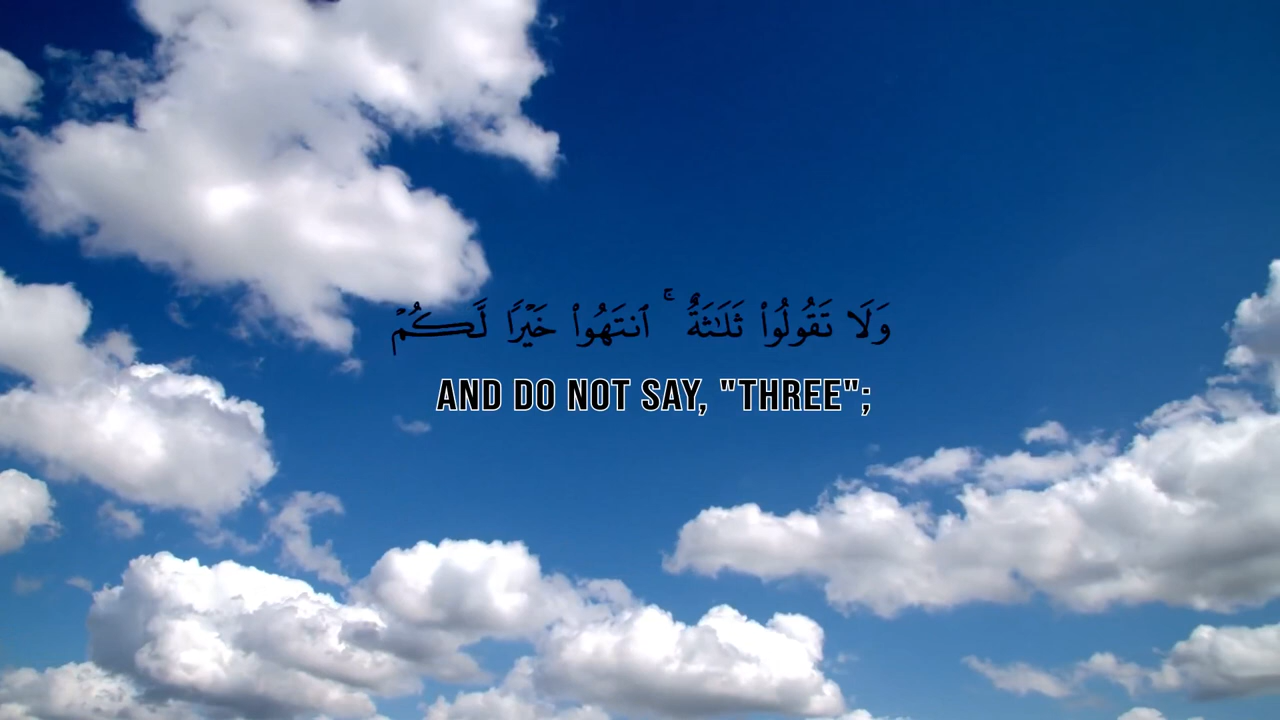 وَلَا تَقُولُوا۟ ثَلَـٰثَةٌ ۚ ٱنتَهُوا۟ خَيْرًا لَّكُمْ
AND DO NOT SAY, "THREE";